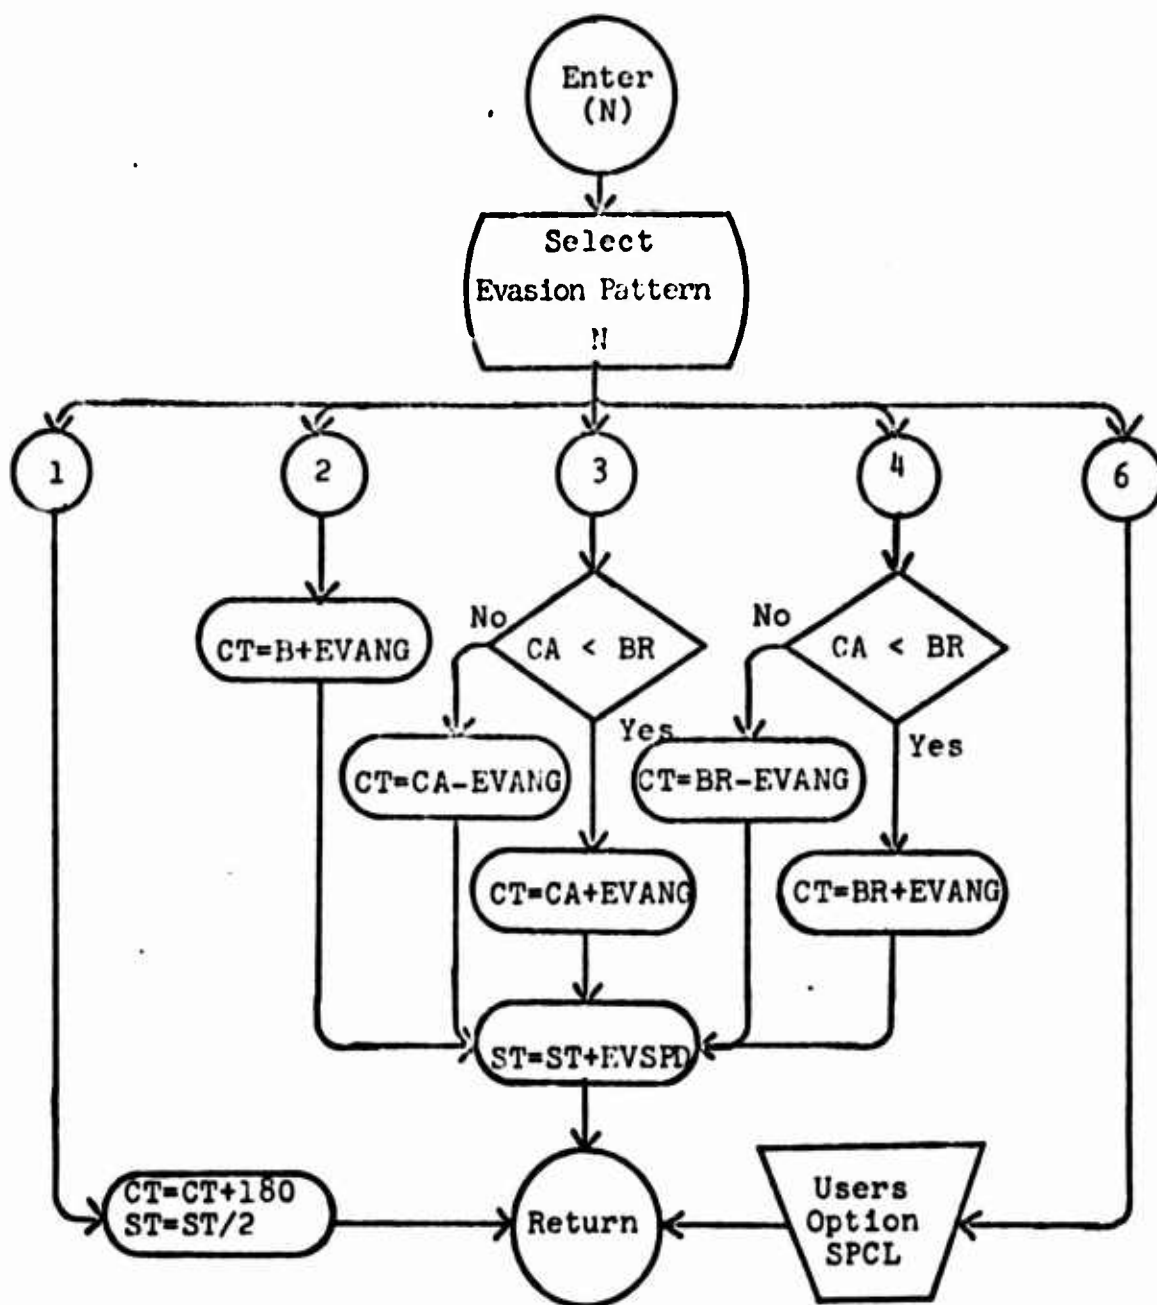 Enter
(N)
Select
Evasion Pattern
N
1
2
3
4
6
CT=B+EVANG
No
CA < BR
Yes
No
CA < BR
Yes
CT=CA-EVANG
CT=BR-EVANG
CT=CA+EVANG
CT=BR+EVANG
ST=ST+EVSPD
CT=CT+180
ST=ST/2
Return
Users
Option
SPCL